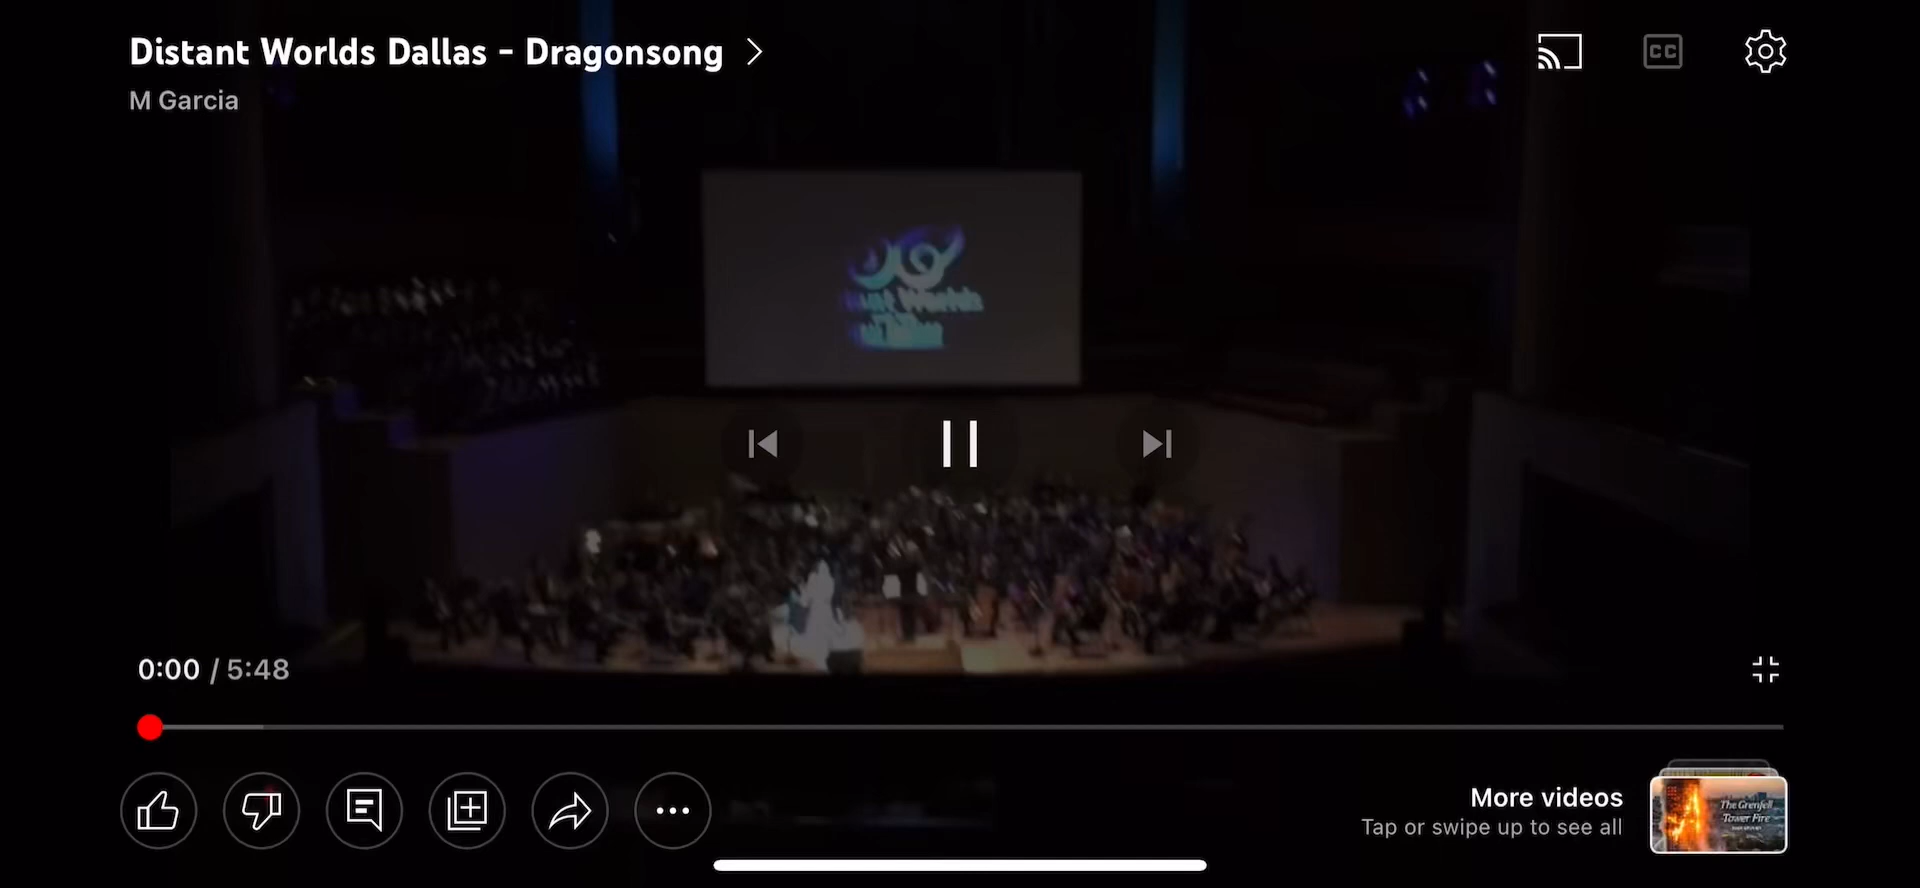 Distant Worlds Dallas - Dragonsong
M Garcia
CC
Worlds
0:00 / 5:48
More videos
Tap or swipe up to see all
The Grenfell
Tower Fire